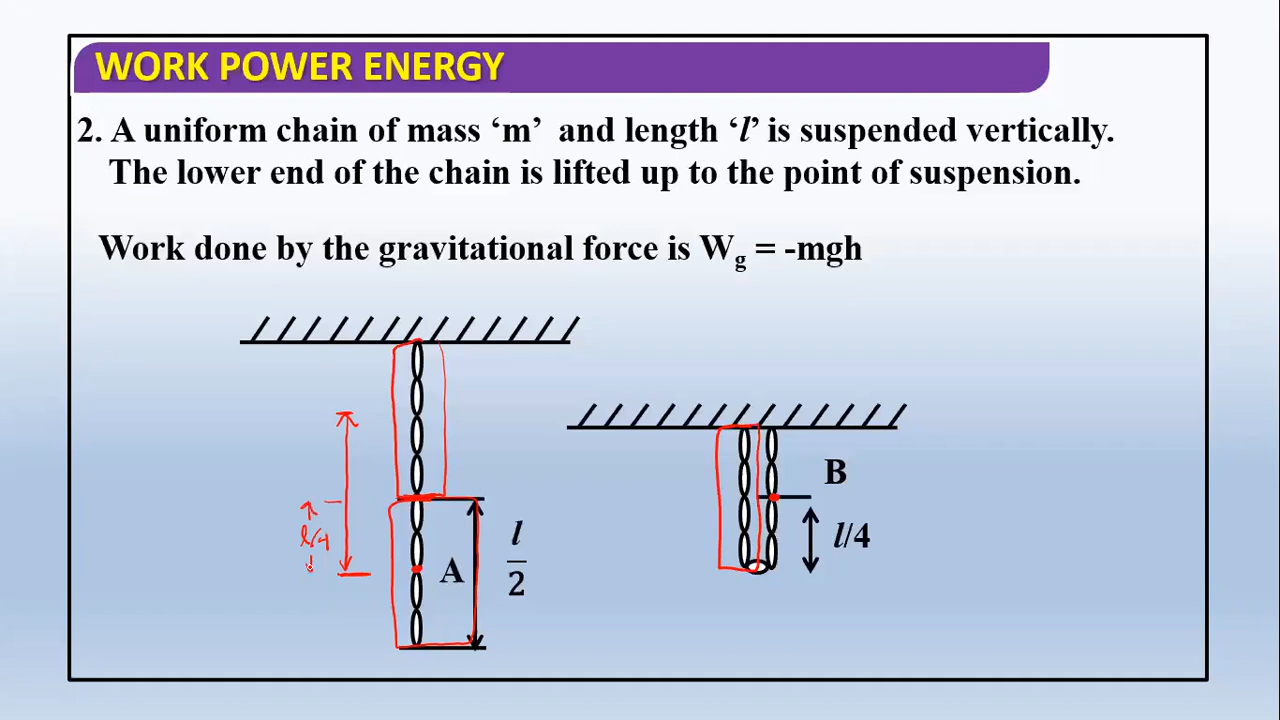 WORK POWER ENERGY
2. A uniform chain of mass ‘m’ and length ‘l’ is suspended vertically.
The lower end of the chain is lifted up to the point of suspension.
Work done by the gravitational force is Wg = -mgh
l/4
A
l
2
B
l/4